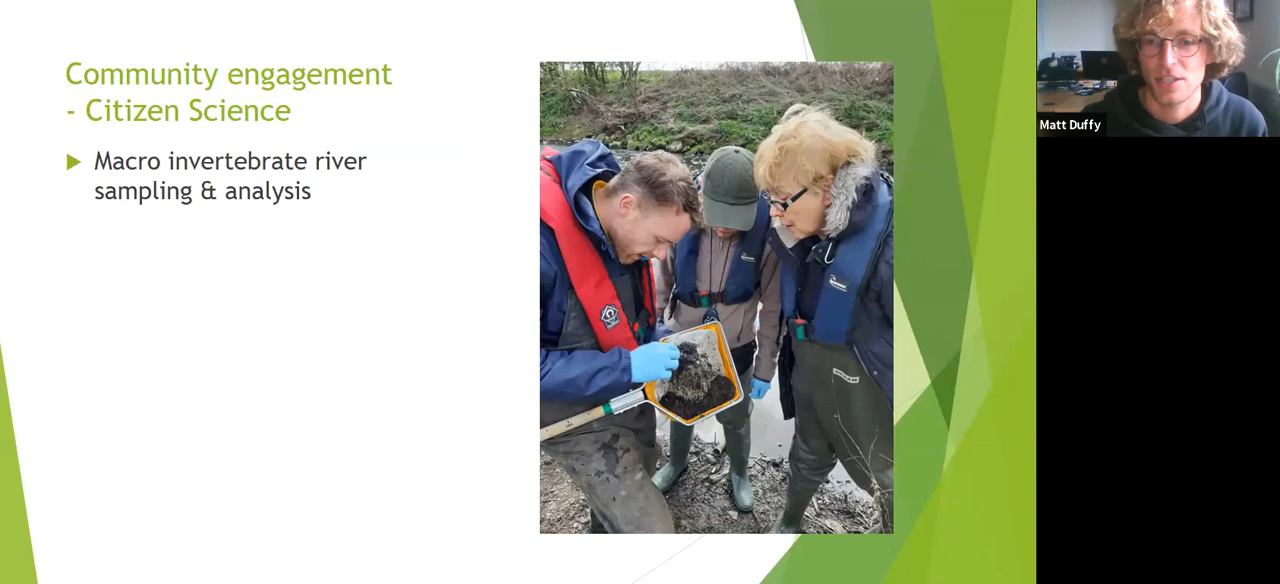 Community engagement
- Citizen Science
Macro invertebrate river
sampling & analysis
Matt Duffy